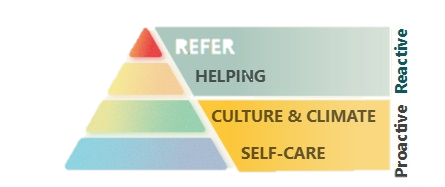 REFER
HELPING
CULTURE & CLIMATE
SELF-CARE
Reactive
Proactive